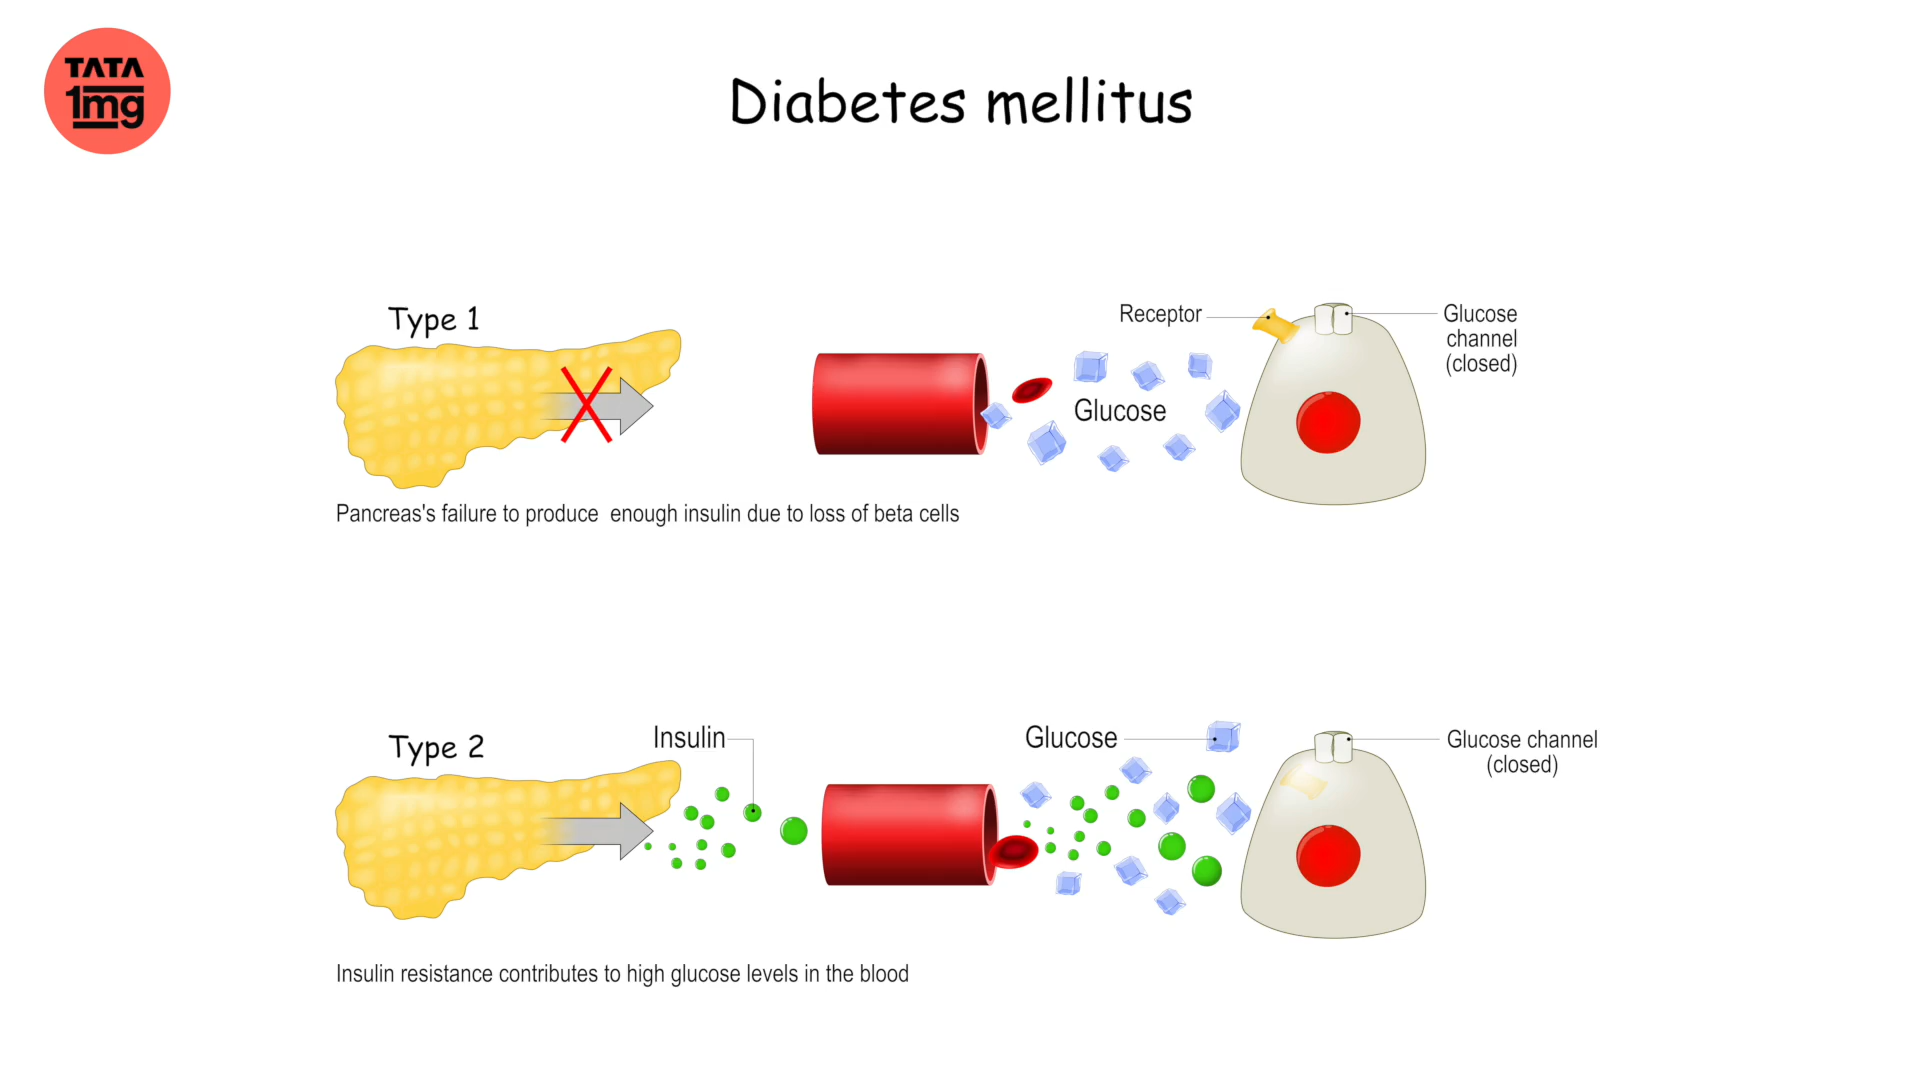 TATA
1mg
Diabetes mellitus
Type 1
Receptor
Glucose
channel
(closed)
Glucose
Pancreas's failure to produce  enough insulin due to loss of beta cells
Type 2
Insulin
Glucose
Glucose channel
(closed)
Insulin resistance contributes to high glucose levels in the blood